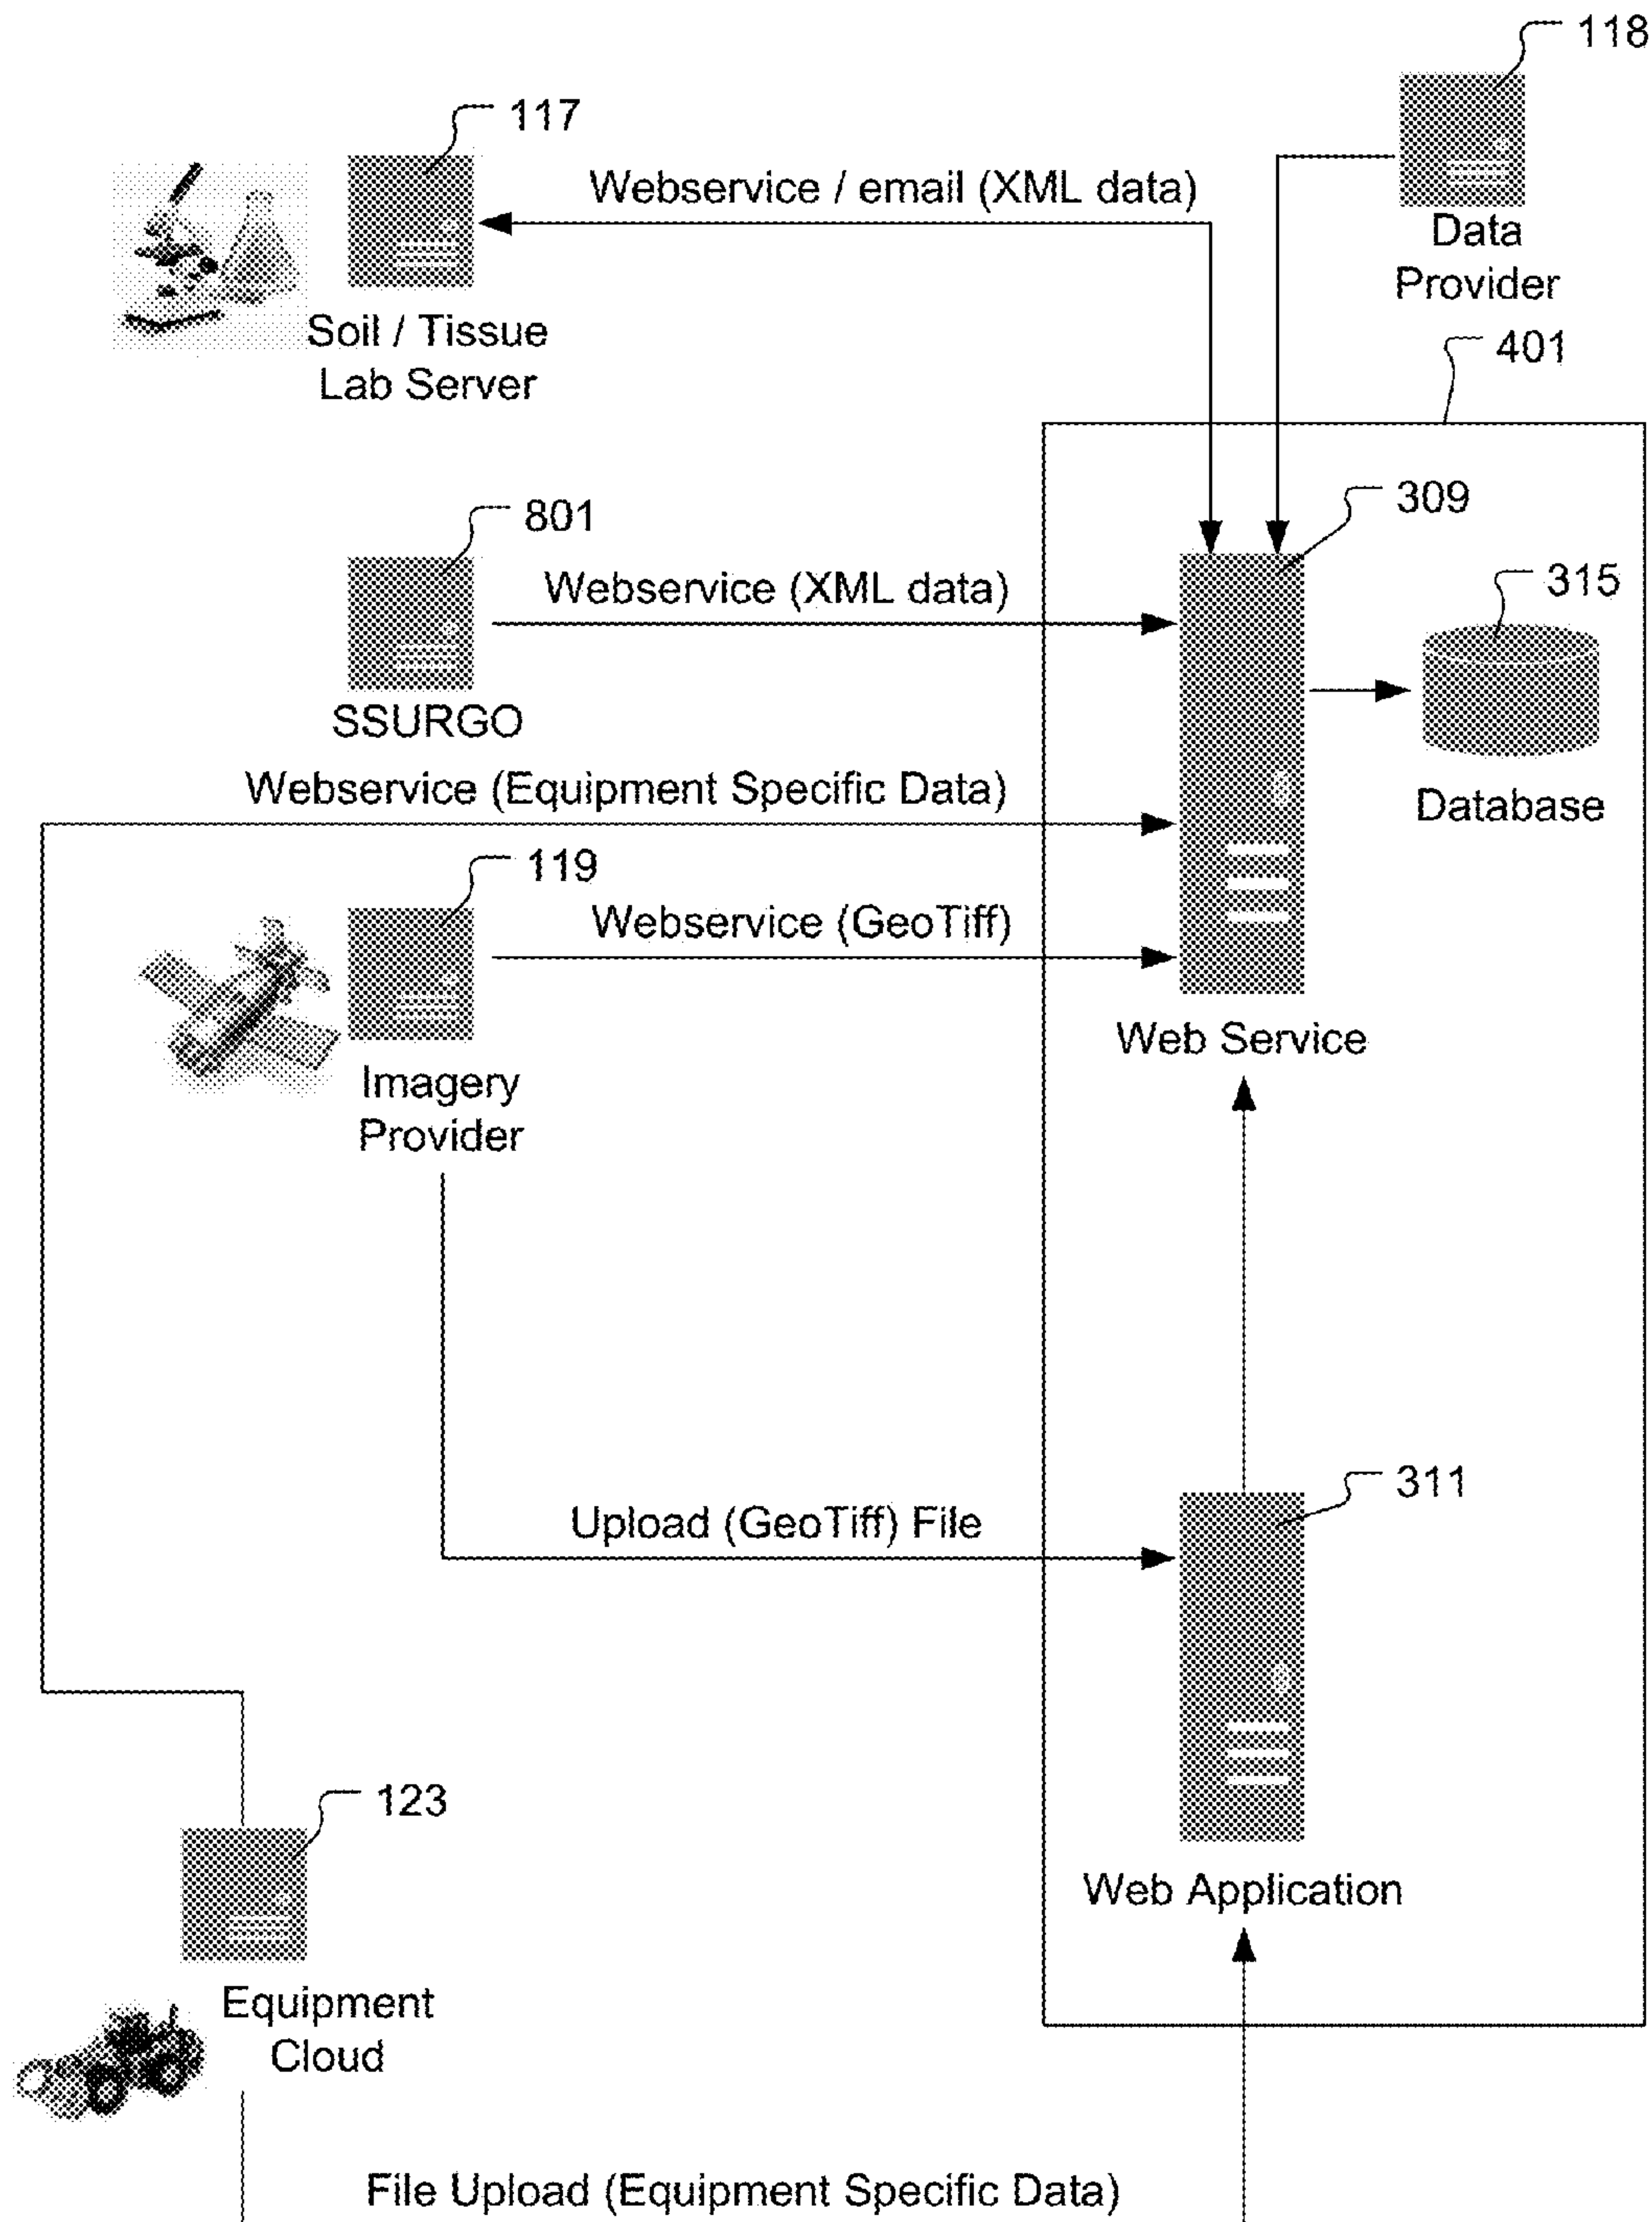 118
117
Webservice / email (XML data)
Data
Provider
Soil / Tissue
Lab Server
401
309
801
Webservice (XML data)
315
SSURGO
Webservice (Equipment Specific Data)
Database
119
Webservice (GeoTiff)
Web Service
Imagery
Provider
311
Upload (GeoTiff) File
123
Web Application
Equipment
Cloud
File Upload (Equipment Specific Data)